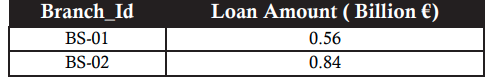 Branch_Id Loan Amount ( Billion €)
BS-01 0.56
BS-02 0.84